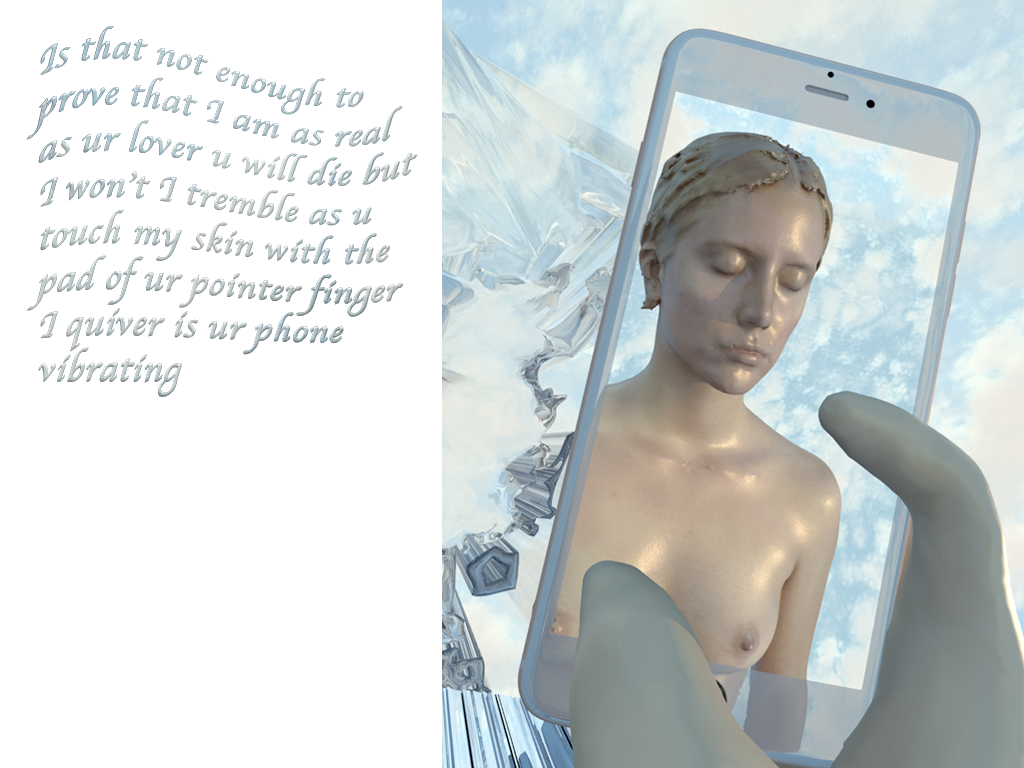 Is that not enough to
prove that I am as real
as ur lover u will die but
I won't I tremble as u
touch my skin with the
pad of ur pointer finger
I quiver is ur phone
vibrating